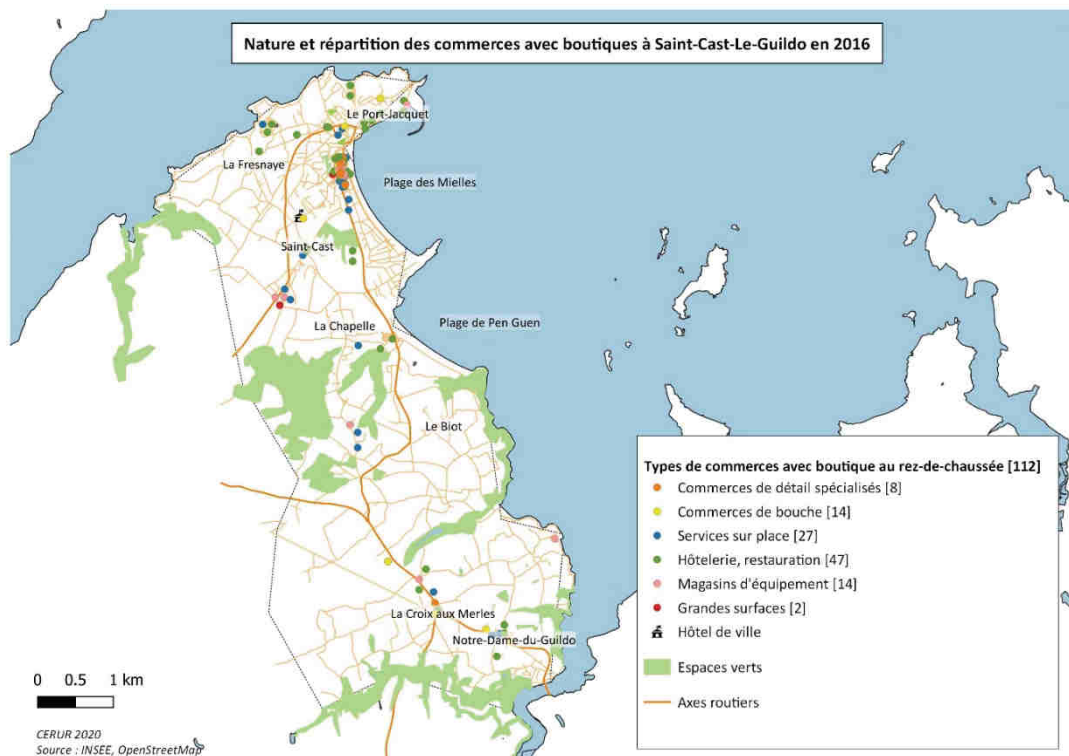 Nature et répartition des commerces avec boutiques à Saint-Cast-Le-Guildo en 2016
Le Port-Jacquet
La Fresnaye
Plage des Mielles
Saint-Cast
La Chapelle
Plage de Pen Guen
Le Biot
La Croix aux Merles
Notre-Dame-du-Guildo
Types de commerces avec boutique au rez-de-chaussée [112]
Commerces de détail spécialisés [8]
Commerces de bouche [14]
Services sur place [27]
Hôtelerie, restauration [47]
Magasins d'équipement [14]
Grandes surfaces [2]
Hôtel de ville
Espaces verts
Axes routiers
0 0.5 1 km
CERUR 2020
Source : INSEE, OpenStreetMap